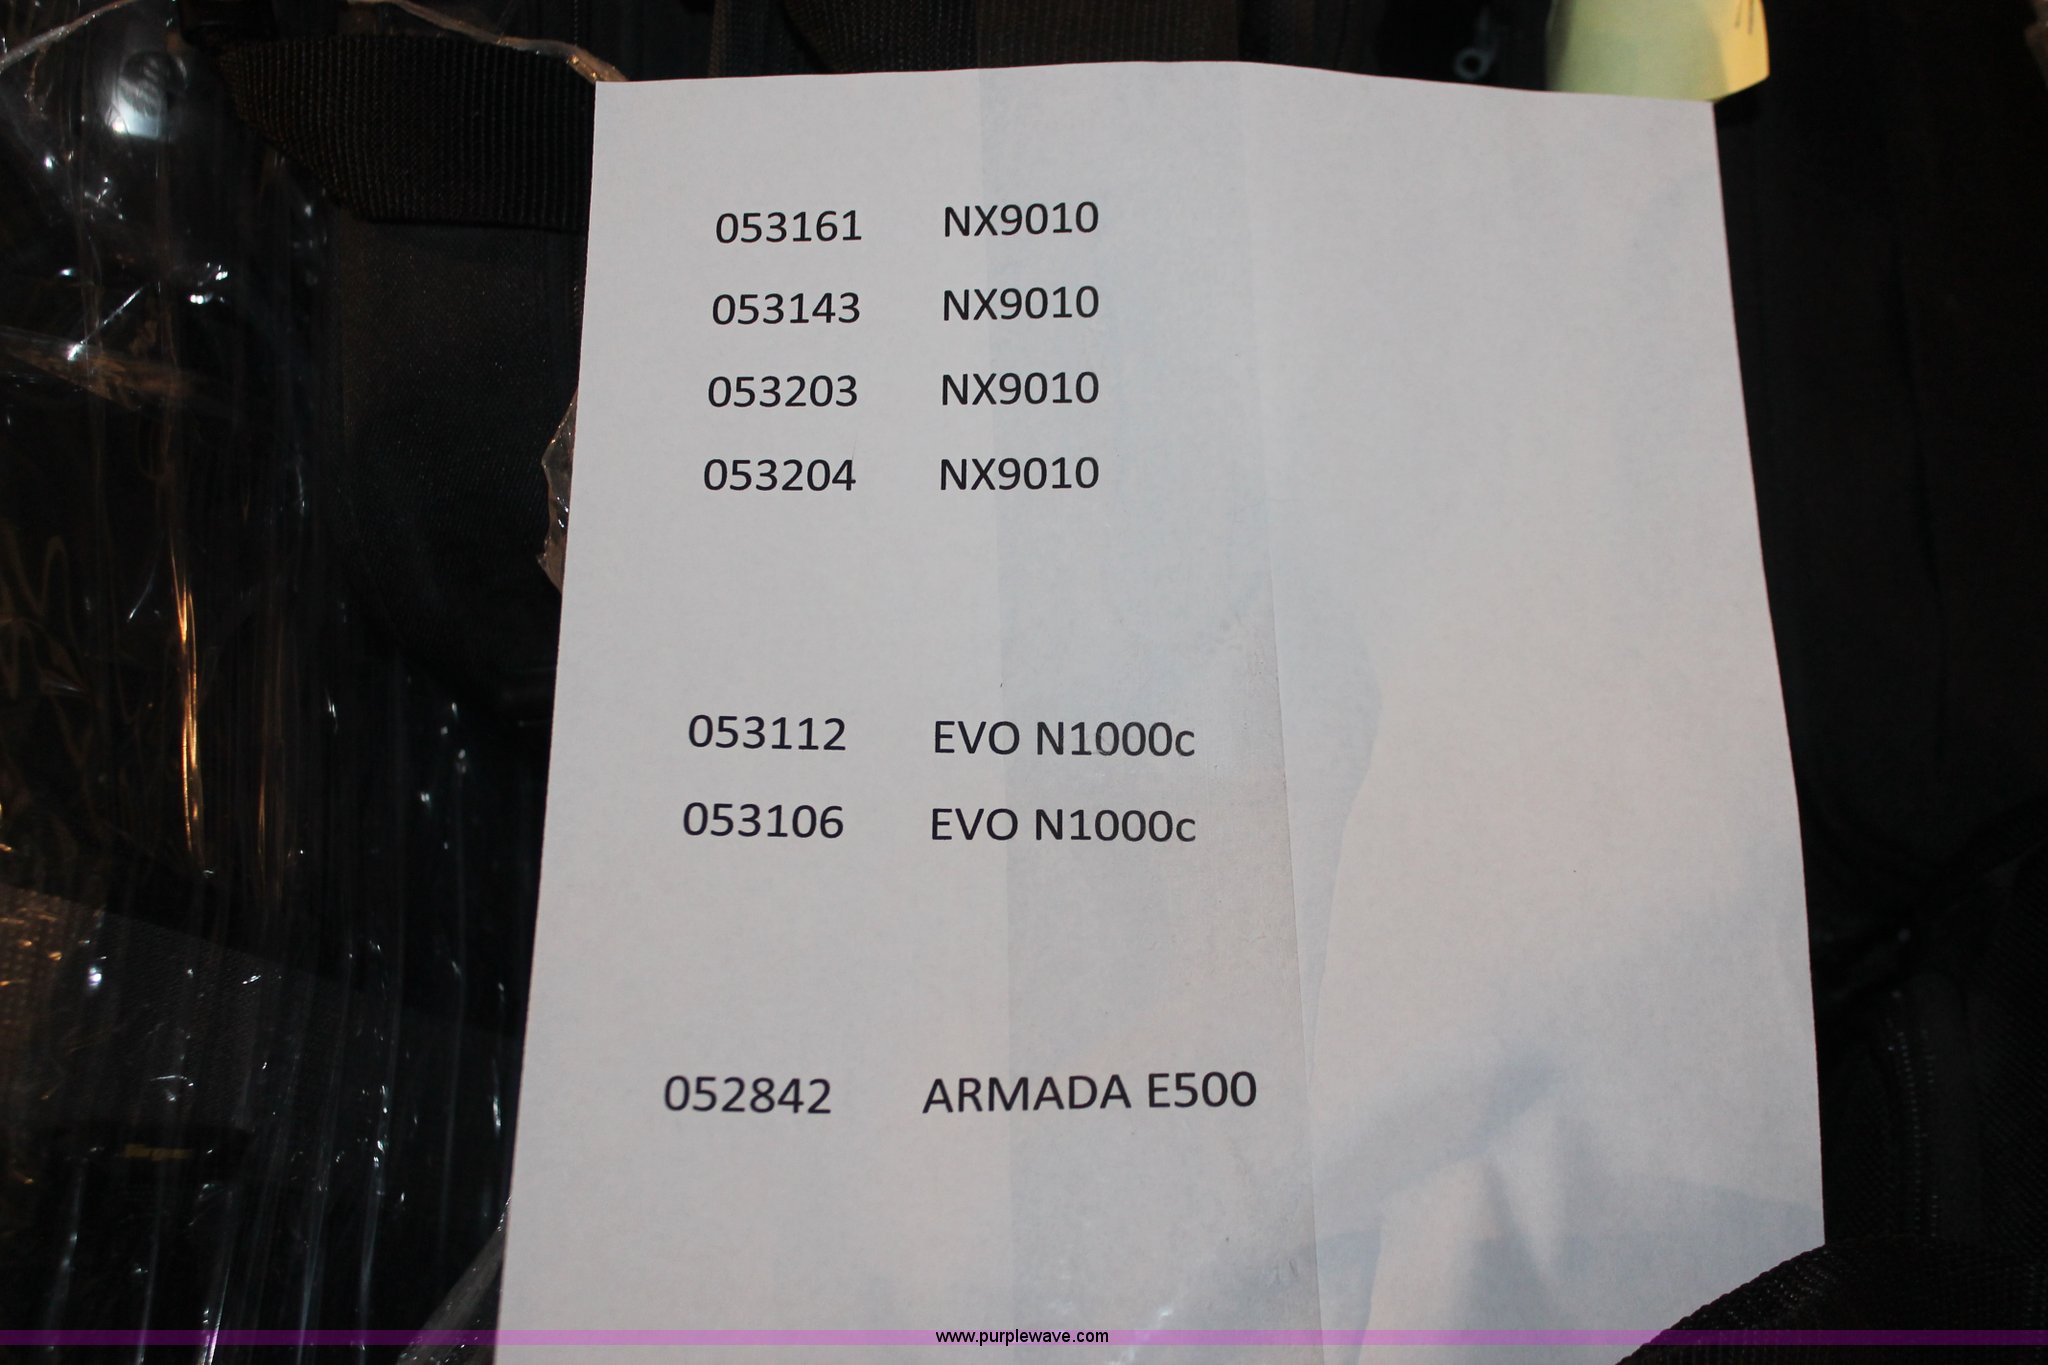 053161 NX9010
053143 NX9010
053203 NX9010
053204 NX9010
053112 EVO N1000c
053106 EVO N1000c
052842 ARMADA E500
www.purplewave.com